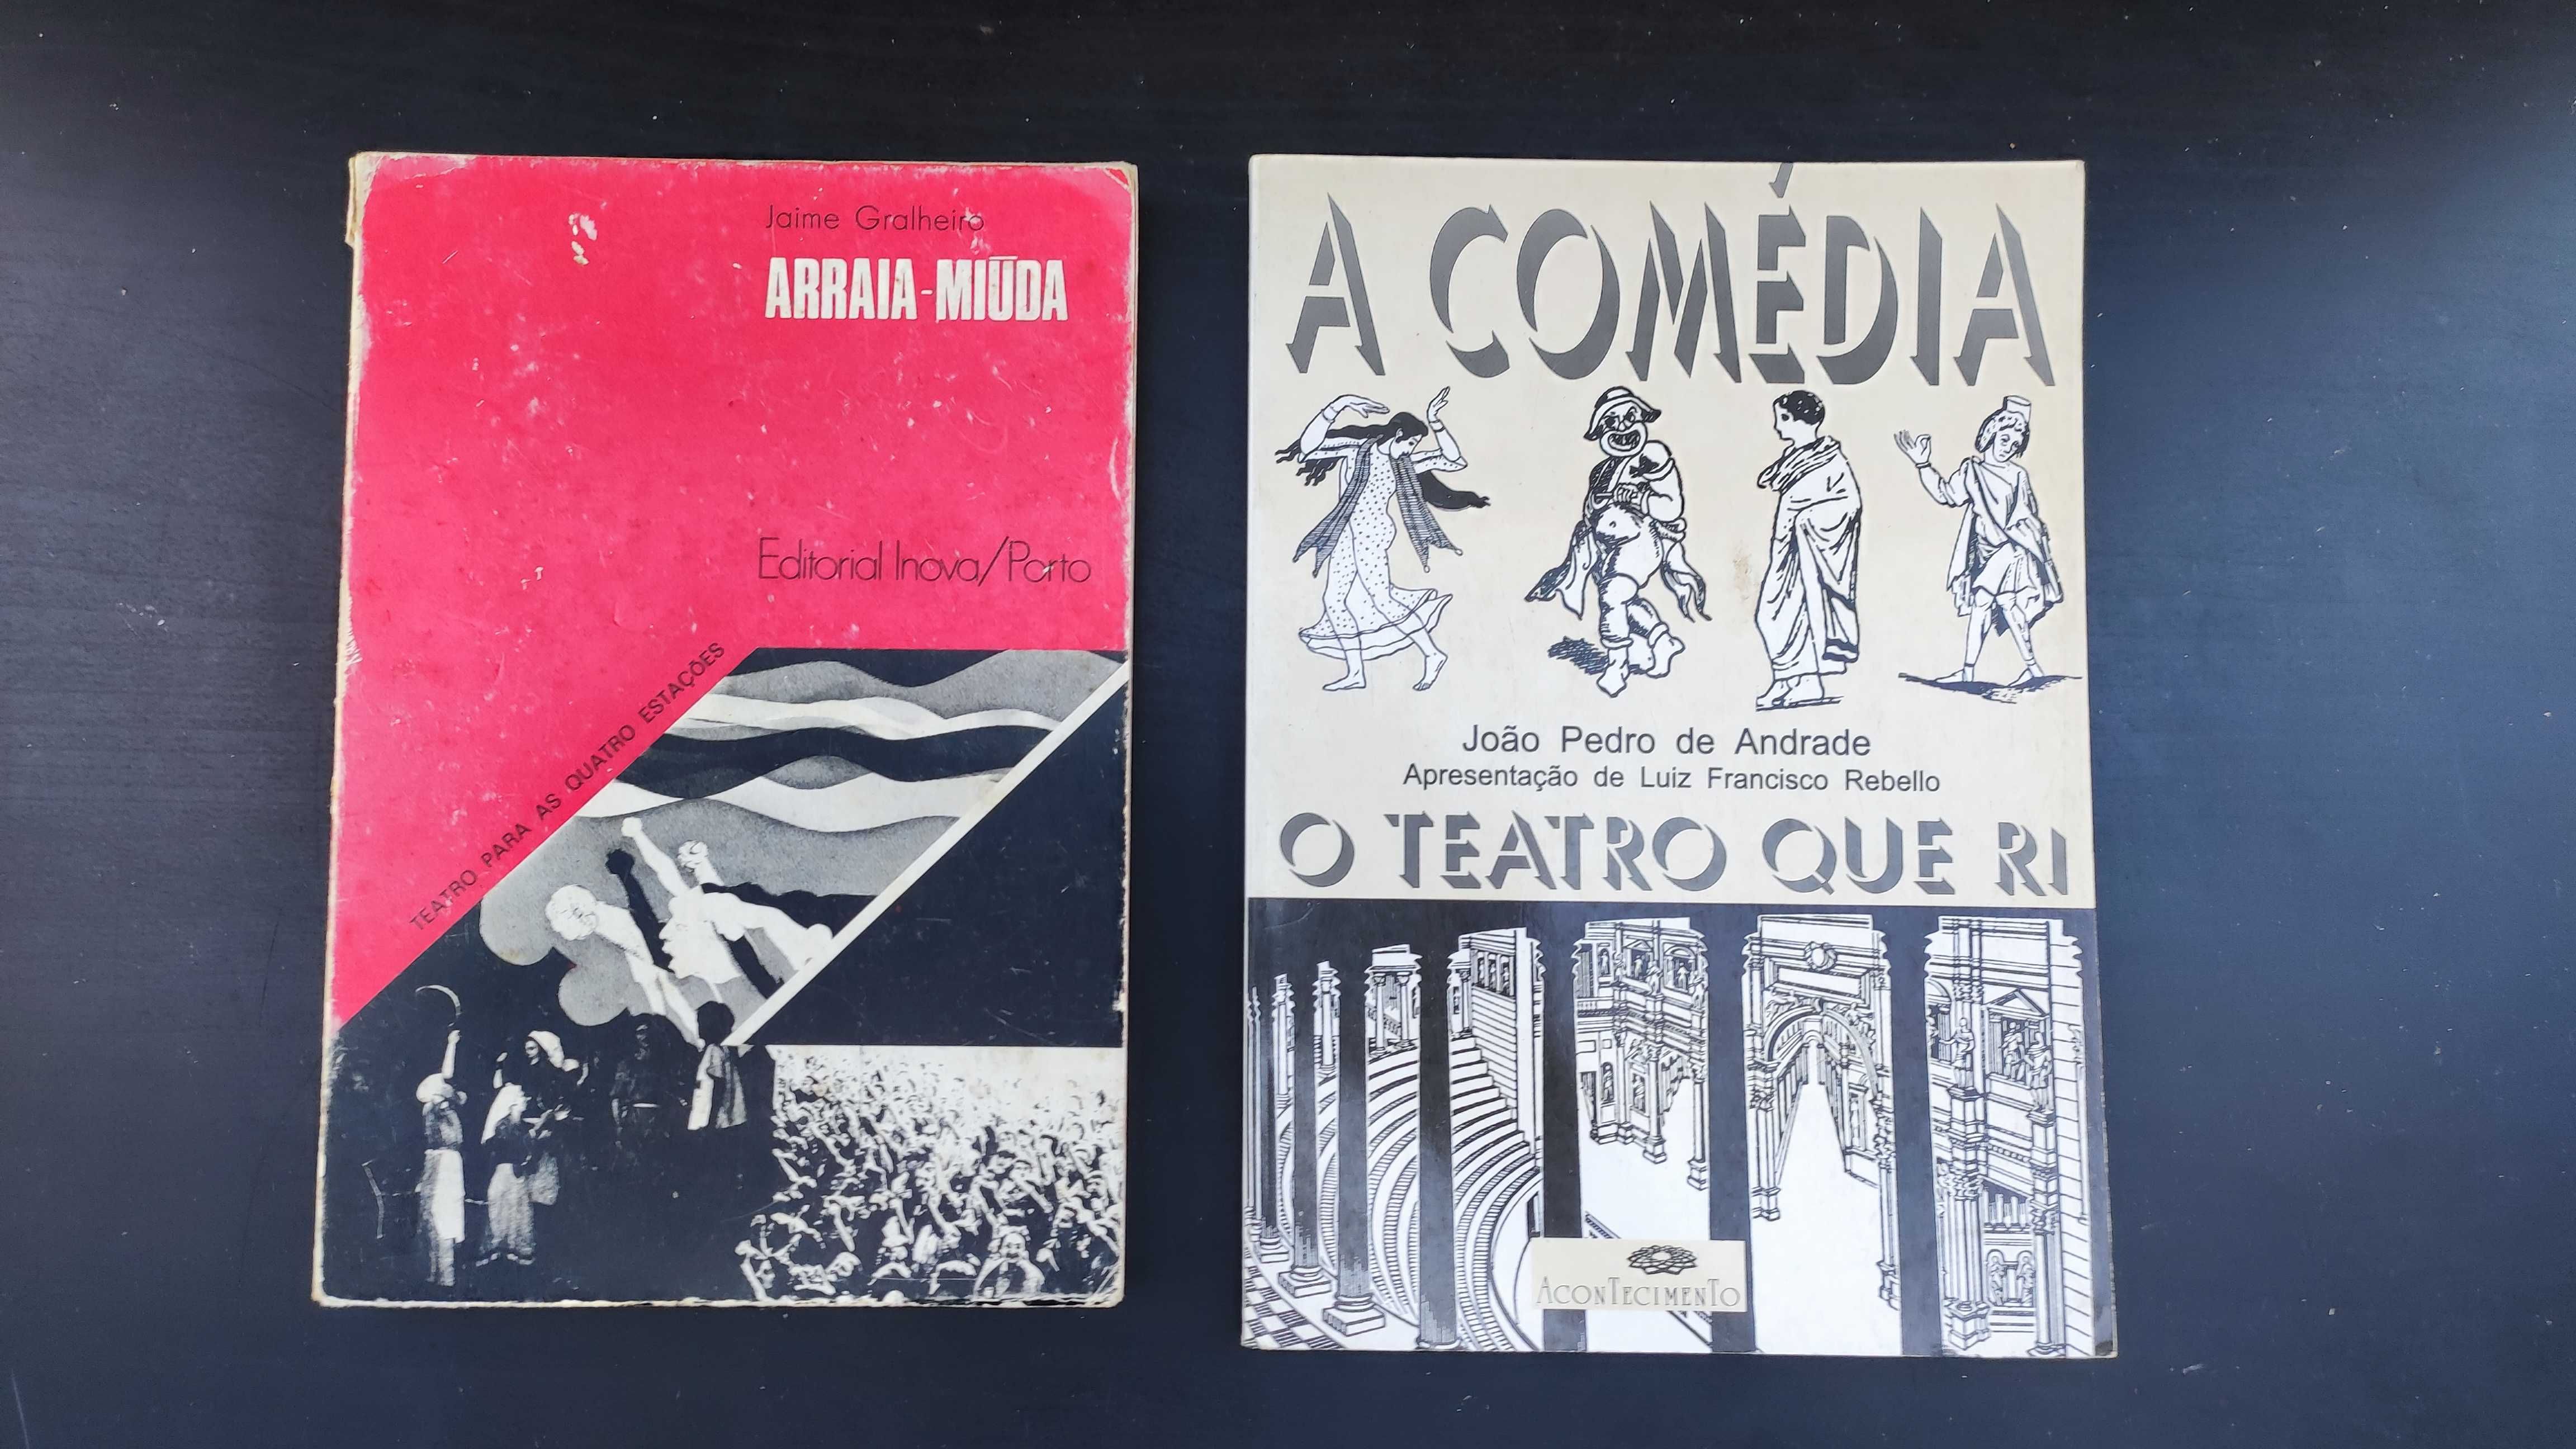 Jaime Gralheiro
ARRAIA-MIÚDA
Editorial Inova/Porto
TEATRO PARA AS QUATRO ESTAÇÕES
A COMÉDIA
João Pedro de Andrade
Apresentação de Luiz Francisco Rebello
O TEATRO QUE RI
ACONTECIMENTO